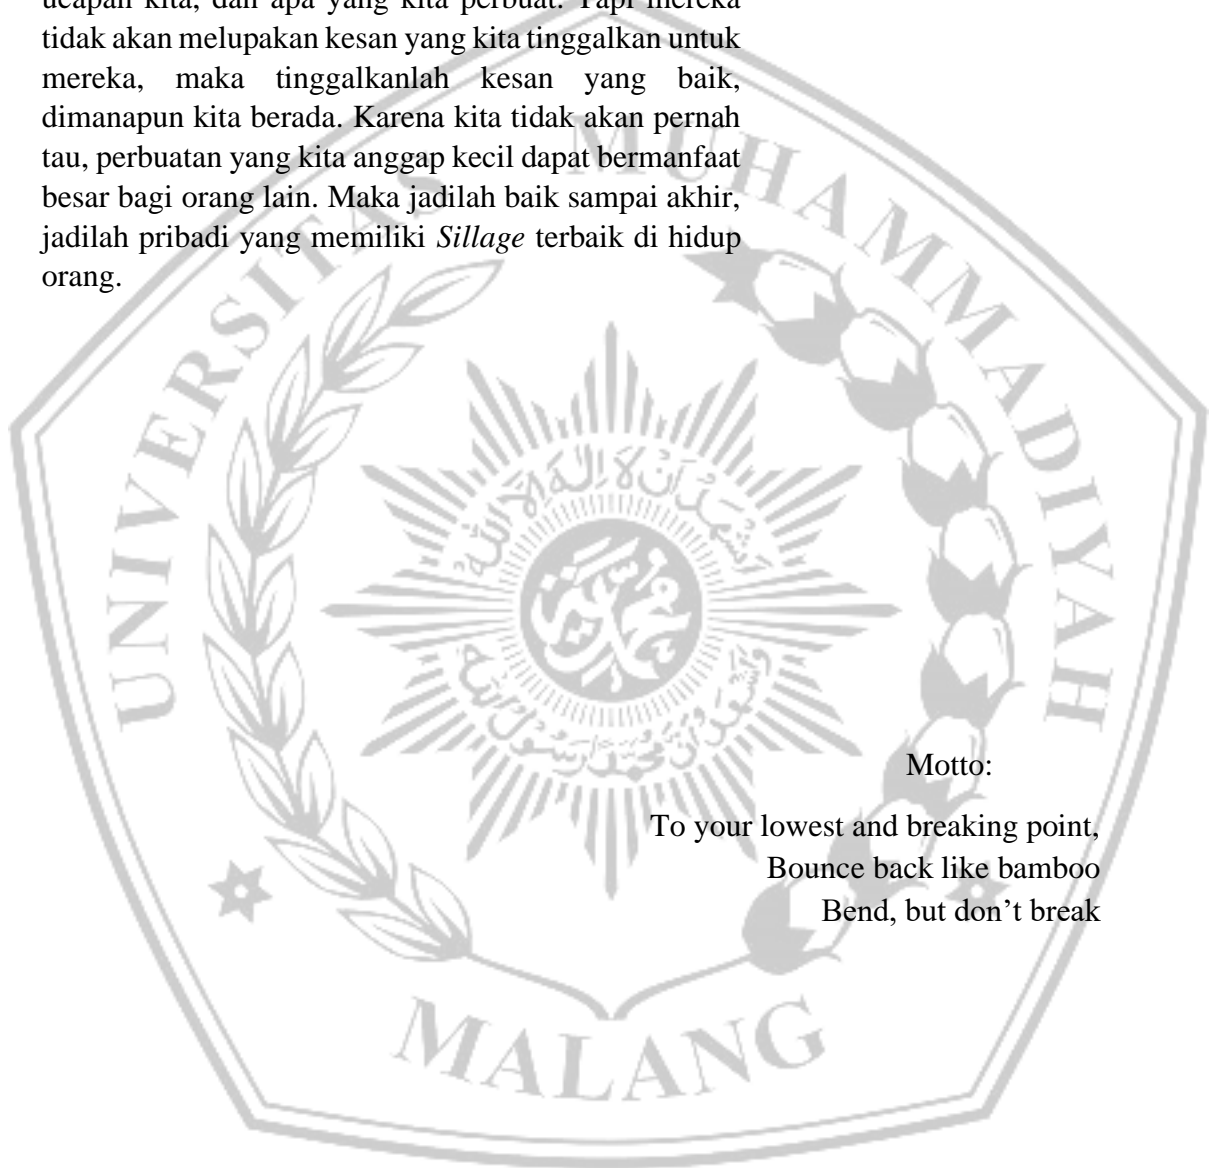 ucapan kita, dan apa yang kita perbuat. Tapi mereka
tidak akan melupakan kesan yang kita tinggalkan untuk
mereka, maka tinggalkanlah kesan yang baik,
dimanapun kita berada. Karena kita tidak akan pernah
tau, perbuatan yang kita anggap kecil dapat bermanfaat
besar bagi orang lain. Maka jadilah baik sampai akhir,
jadilah pribadi yang memiliki Sillage terbaik di hidup
orang.
UNIVERSITAS MUHAMMADIYAH
Motto:
To your lowest and breaking point,
Bounce back like bamboo
Bend, but don’t break
MALANG